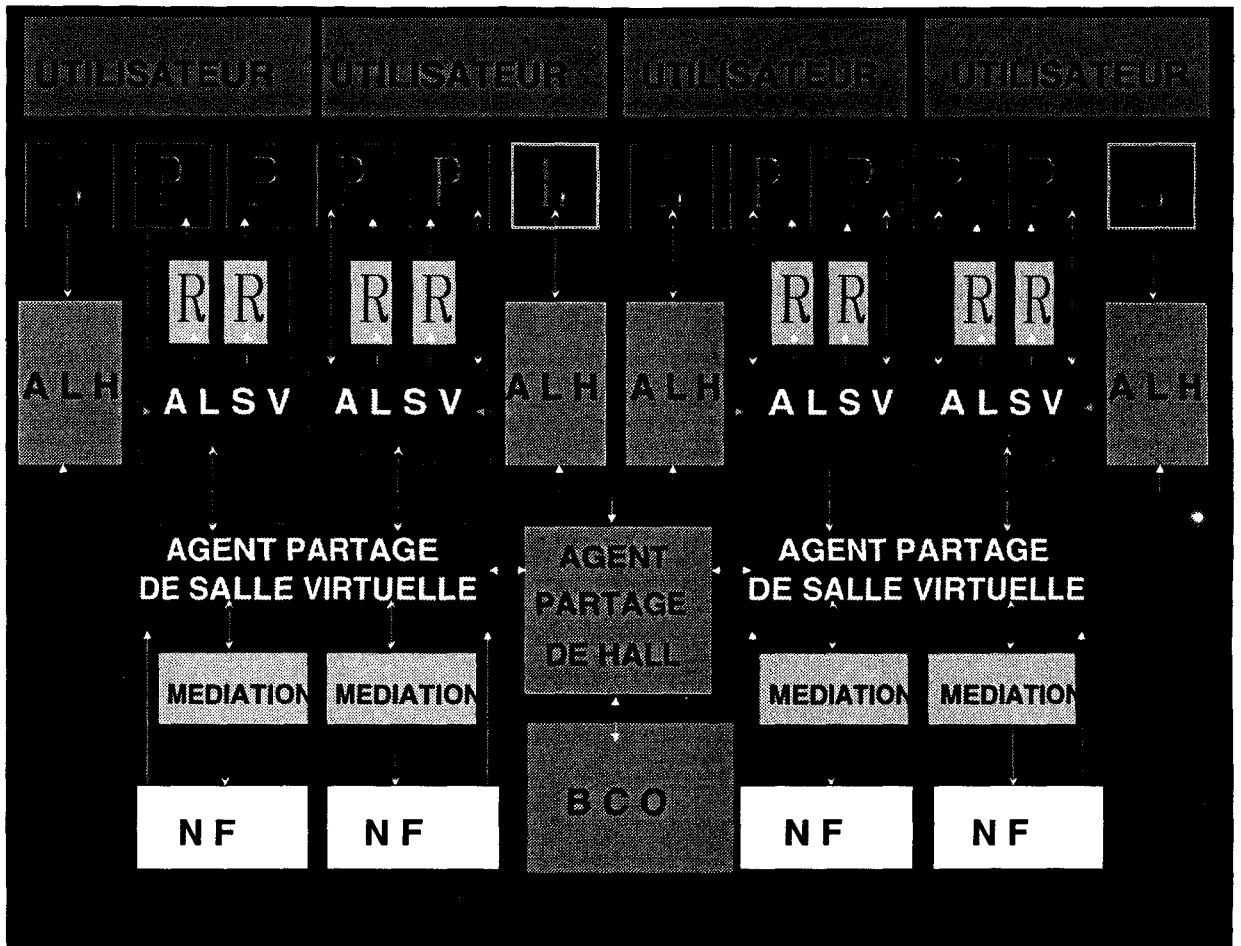 UTILISATEUR UTILISATEUR UTILISATEUR UTILISATEUR
P P P P L P P P P
R R R R R R R R
A L H A L S V A L S V A L H A L H A L S V A L S V A L H
AGENT PARTAGE
DE SALLE VIRTUELLE
AGENT
PARTAGE
DE HALL
AGENT PARTAGE
DE SALLE VIRTUELLE
MEDIATION MEDIATION MEDIATION MEDIATION
N F N F B C O N F N F